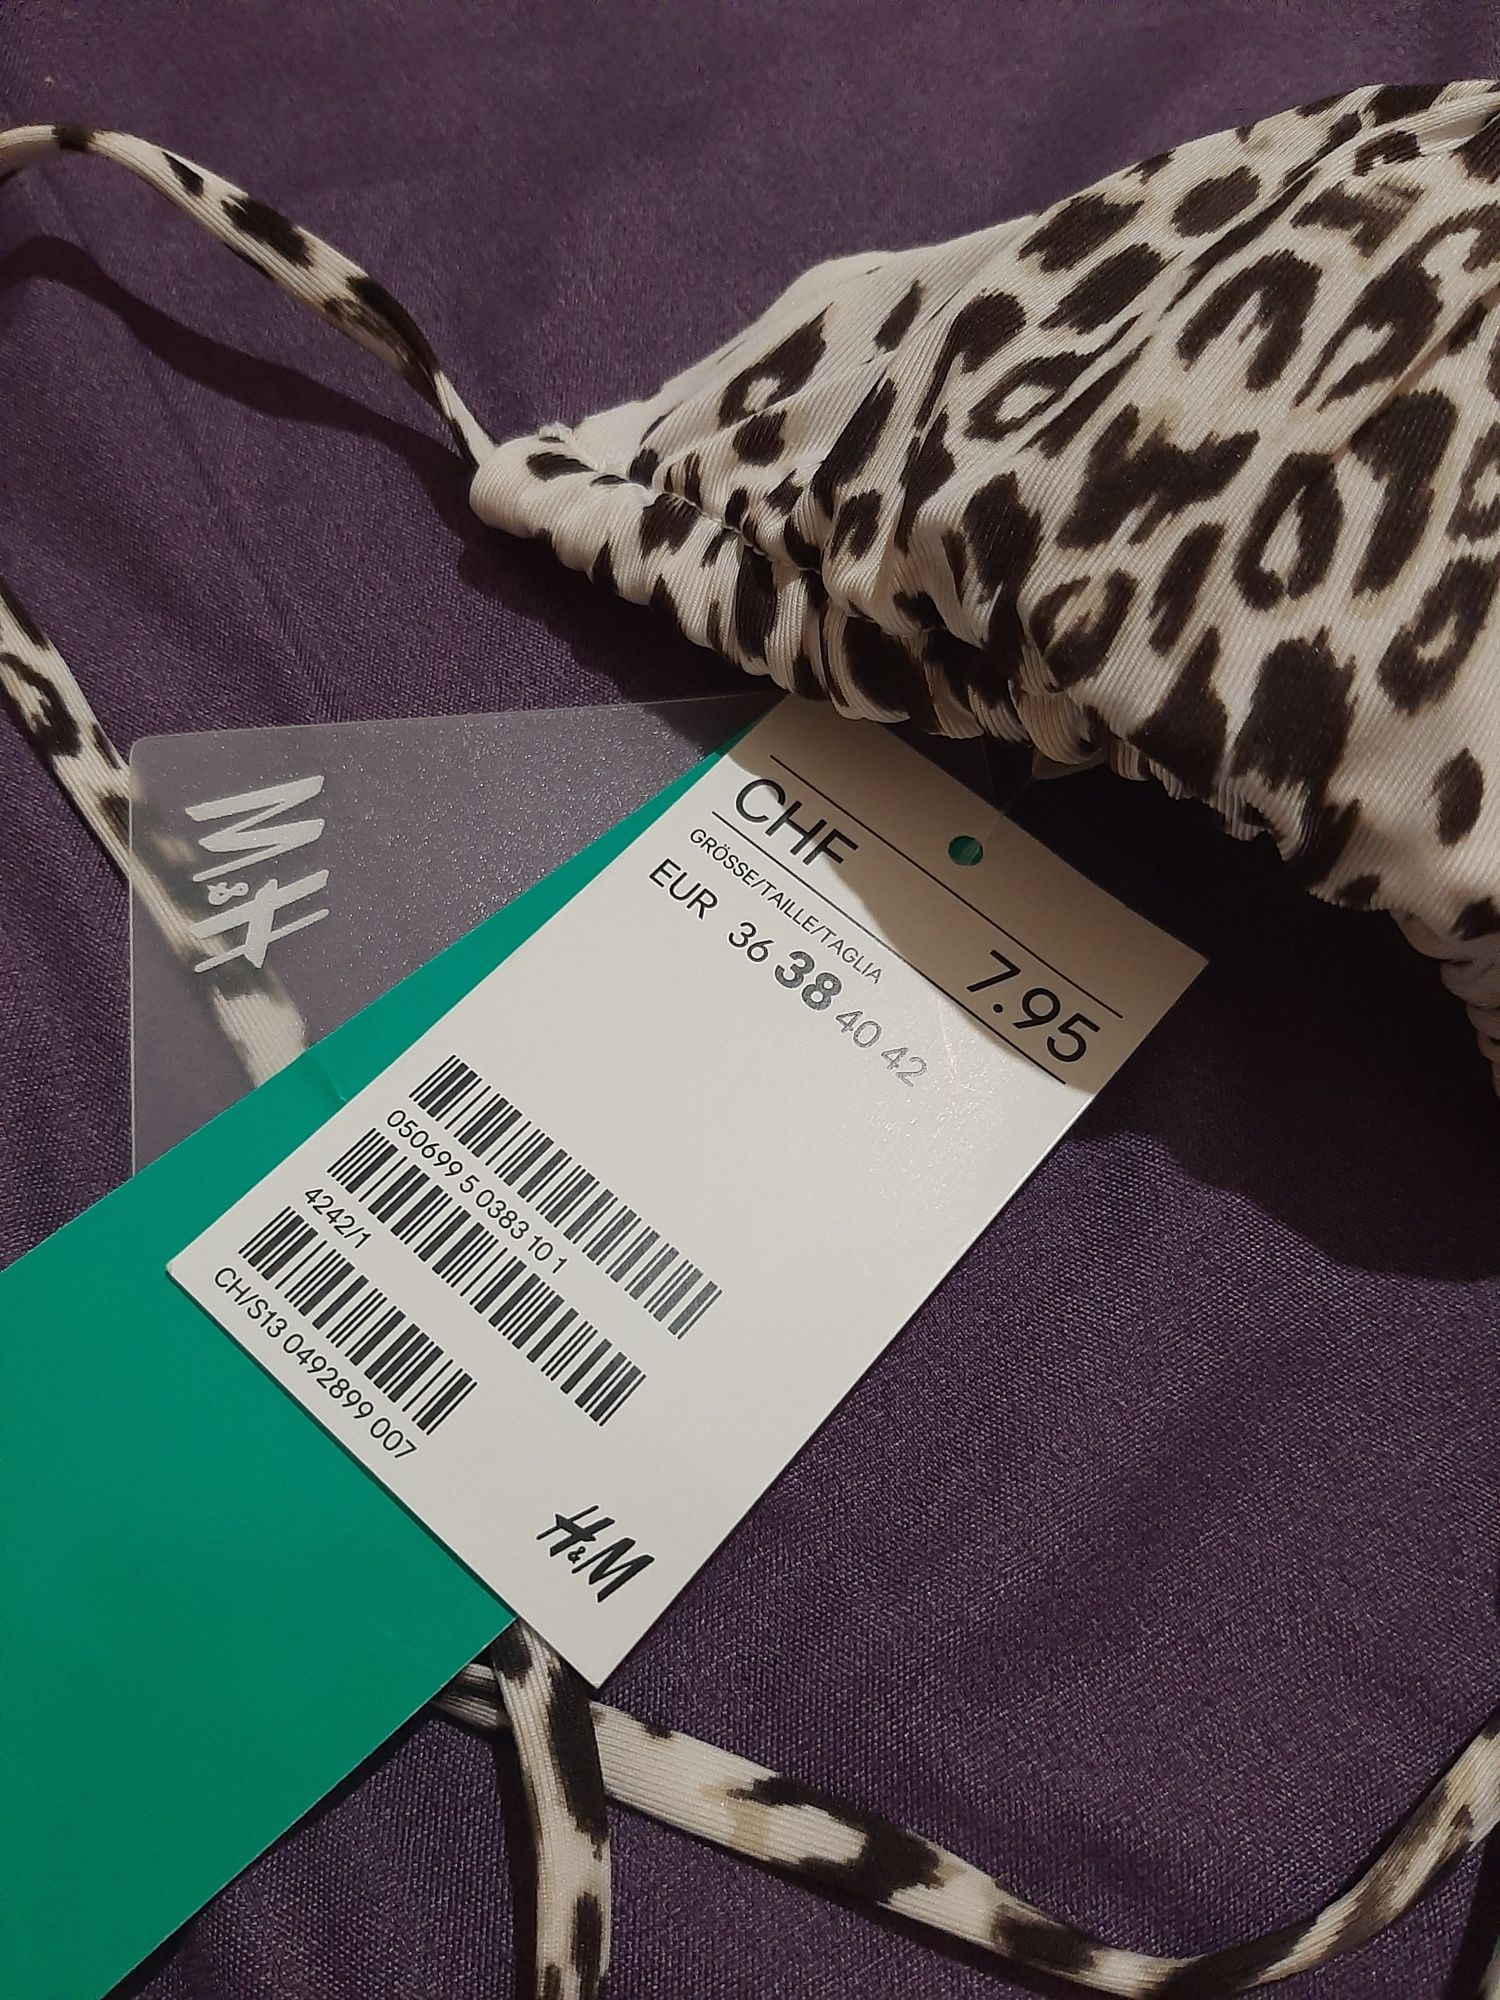 H&M
CHF 7.95
GRÖSSE/TAILLE/TAGLIA
EUR 36 38 40 42
050699 5 0383 10 1
4242/1
CH/S13 0492899 007
H&M